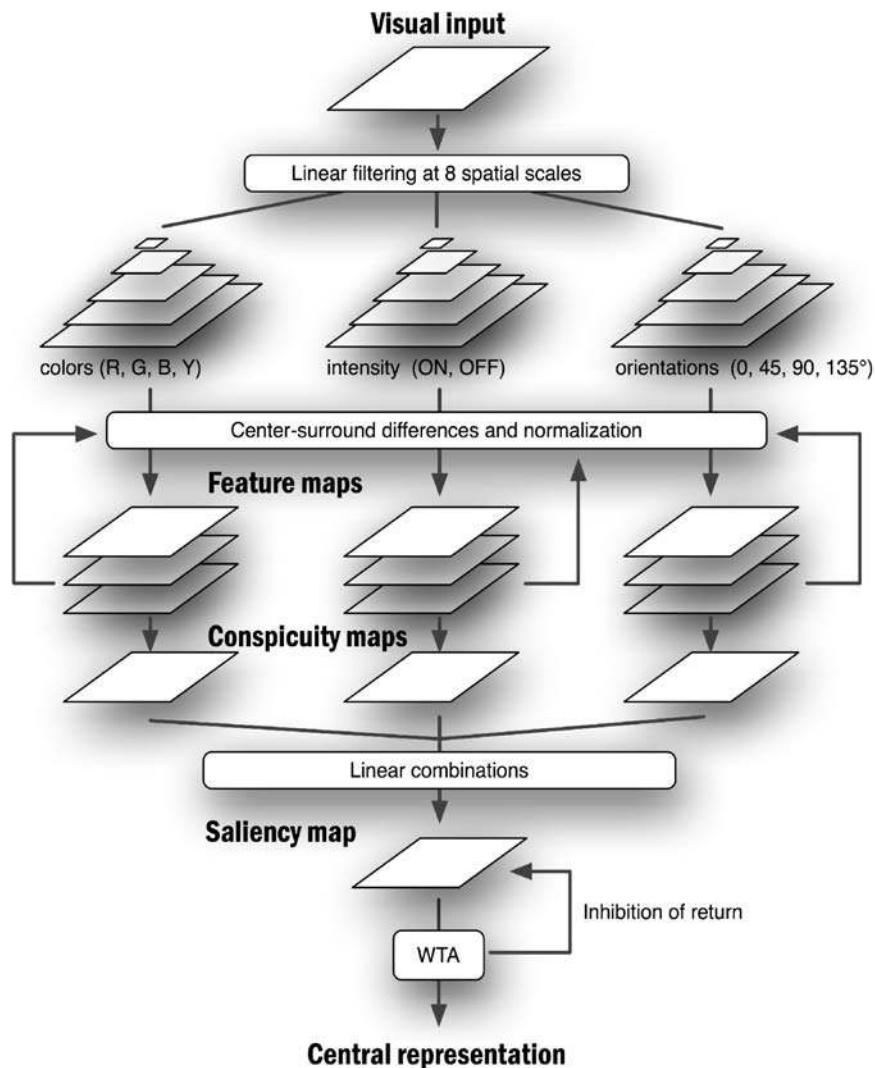 Visual input
Linear filtering at 8 spatial scales
colors (R, G, B, Y)
intensity (ON, OFF)
orientations (0, 45, 90, 135°)
Center-surround differences and normalization
Feature maps
Conspicuity maps
Linear combinations
Saliency map
Inhibition of return
WTA
Central representation